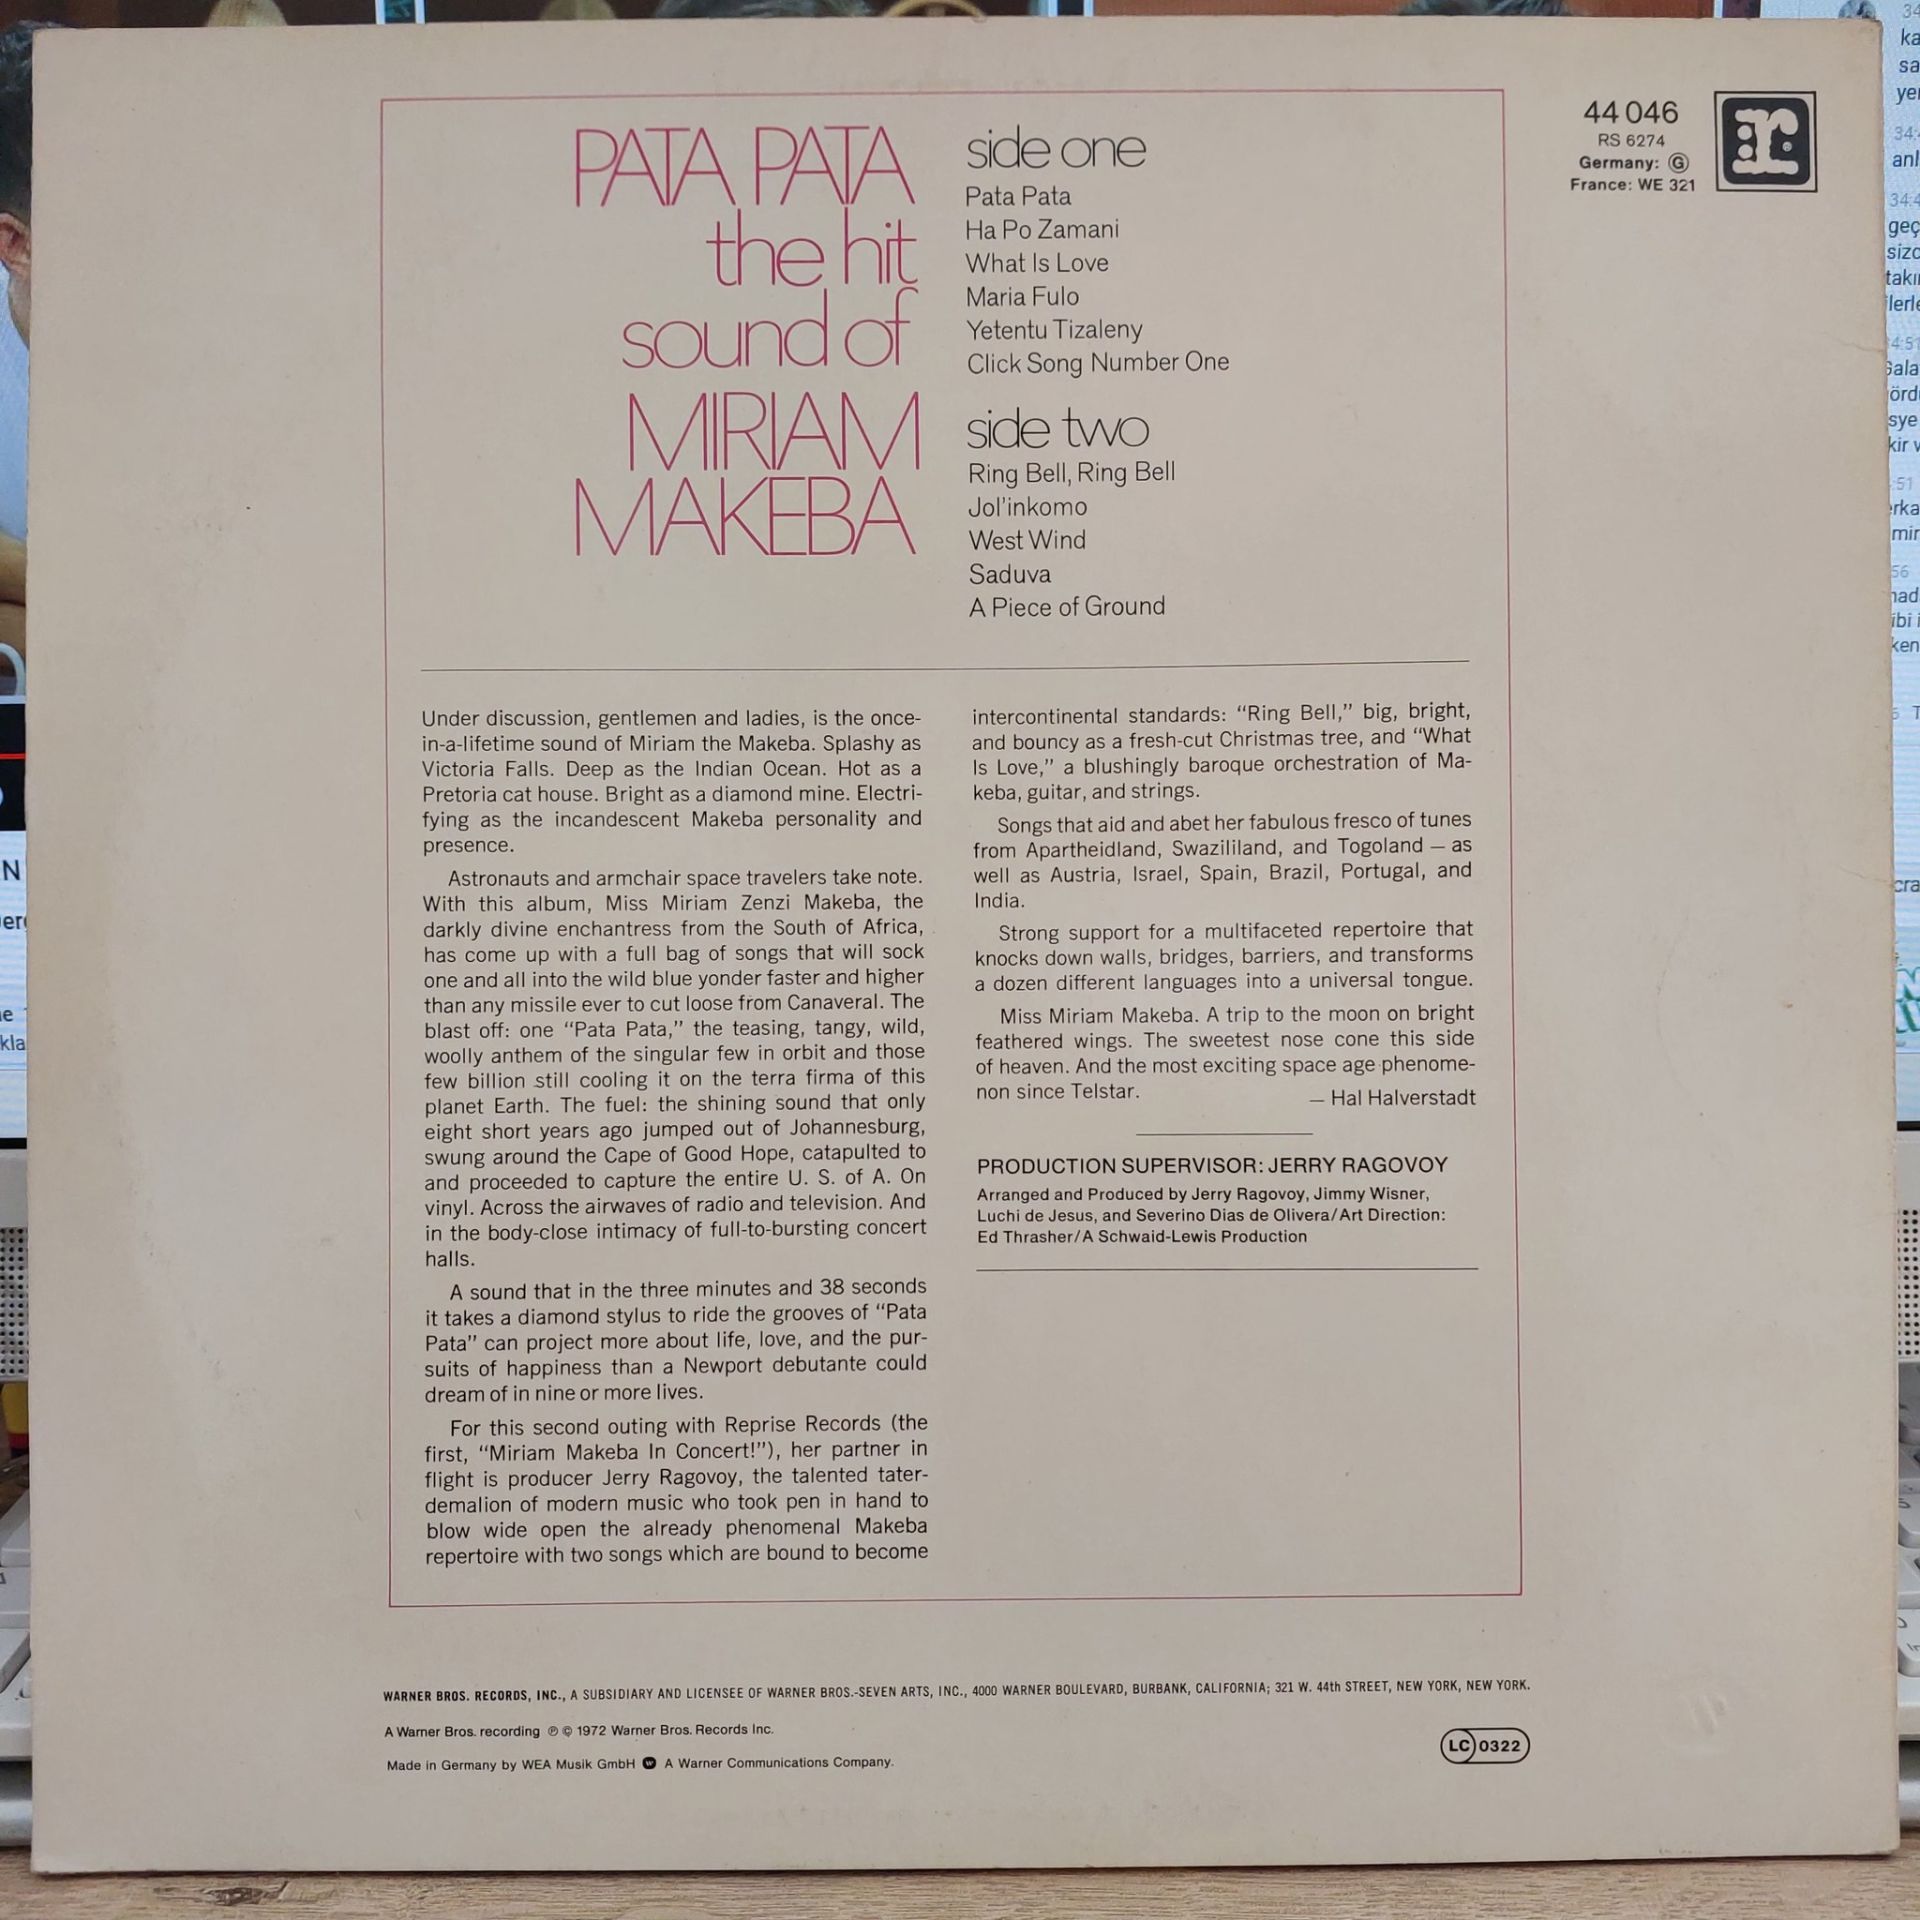 PATA PATA
the hit
sound of
MIRIAM
MAKEBA
side one
Pata Pata
Ha Po Zamani
What Is Love
Maria Fulo
Yetentu Tizaleny
Click Song Number One
side two
Ring Bell, Ring Bell
Jol'inkomo
West Wind
Saduva
A Piece of Ground
44 046
RS 6274
Germany: Ⓖ
France: WE 321
r:
Under discussion, gentlemen and ladies, is the once-
in-a-lifetime sound of Miriam the Makeba. Splashy as
Victoria Falls. Deep as the Indian Ocean. Hot as a
Pretoria cat house. Bright as a diamond mine. Electri-
fying as the incandescent Makeba personality and
presence.
Astronauts and armchair space travelers take note.
With this album, Miss Miriam Zenzi Makeba, the
darkly divine enchantress from the South of Africa,
has come up with a full bag of songs that will sock
one and all into the wild blue yonder faster and higher
than any missile ever to cut loose from Canaveral. The
blast off: one “Pata Pata,” the teasing, tangy, wild,
woolly anthem of the singular few in orbit and those
few billion still cooling it on the terra firma of this
planet Earth. The fuel: the shining sound that only
eight short years ago jumped out of Johannesburg,
swung around the Cape of Good Hope, catapulted to
and proceeded to capture the entire U. S. of A. On
vinyl. Across the airwaves of radio and television. And
in the body-close intimacy of full-to-bursting concert
halls.
A sound that in the three minutes and 38 seconds
it takes a diamond stylus to ride the grooves of “Pata
Pata” can project more about life, love, and the pur-
suits of happiness than a Newport debutante could
dream of in nine or more lives.
For this second outing with Reprise Records (the
first, “Miriam Makeba In Concert!”), her partner in
flight is producer Jerry Ragovoy, the talented tater-
demalion of modern music who took pen in hand to
blow wide open the already phenomenal Makeba
repertoire with two songs which are bound to become
intercontinental standards: “Ring Bell,” big, bright,
and bouncy as a fresh-cut Christmas tree, and “What
Is Love,” a blushingly baroque orchestration of Ma-
keba, guitar, and strings.
Songs that aid and abet her fabulous fresco of tunes
from Apartheidland, Swazililand, and Togoland — as
well as Austria, Israel, Spain, Brazil, Portugal, and
India.
Strong support for a multifaceted repertoire that
knocks down walls, bridges, barriers, and transforms
a dozen different languages into a universal tongue.
Miss Miriam Makeba. A trip to the moon on bright
feathered wings. The sweetest nose cone this side
of heaven. And the most exciting space age phenome-
non since Telstar.
— Hal Halverstadt
PRODUCTION SUPERVISOR: JERRY RAGOVOY
Arranged and Produced by Jerry Ragovoy, Jimmy Wisner,
Luchi de Jesus, and Severino Dias de Olivera/Art Direction:
Ed Thrasher/A Schwaid-Lewis Production
WARNER BROS. RECORDS, INC., A SUBSIDIARY AND LICENSEE OF WARNER BROS.-SEVEN ARTS, INC., 4000 WARNER BOULEVARD, BURBANK, CALIFORNIA; 321 W. 44th STREET, NEW YORK, NEW YORK.
A Warner Bros. recording ℗ © 1972 Warner Bros. Records Inc.
Made in Germany by WEA Musik GmbH w A Warner Communications Company.
LC 0322